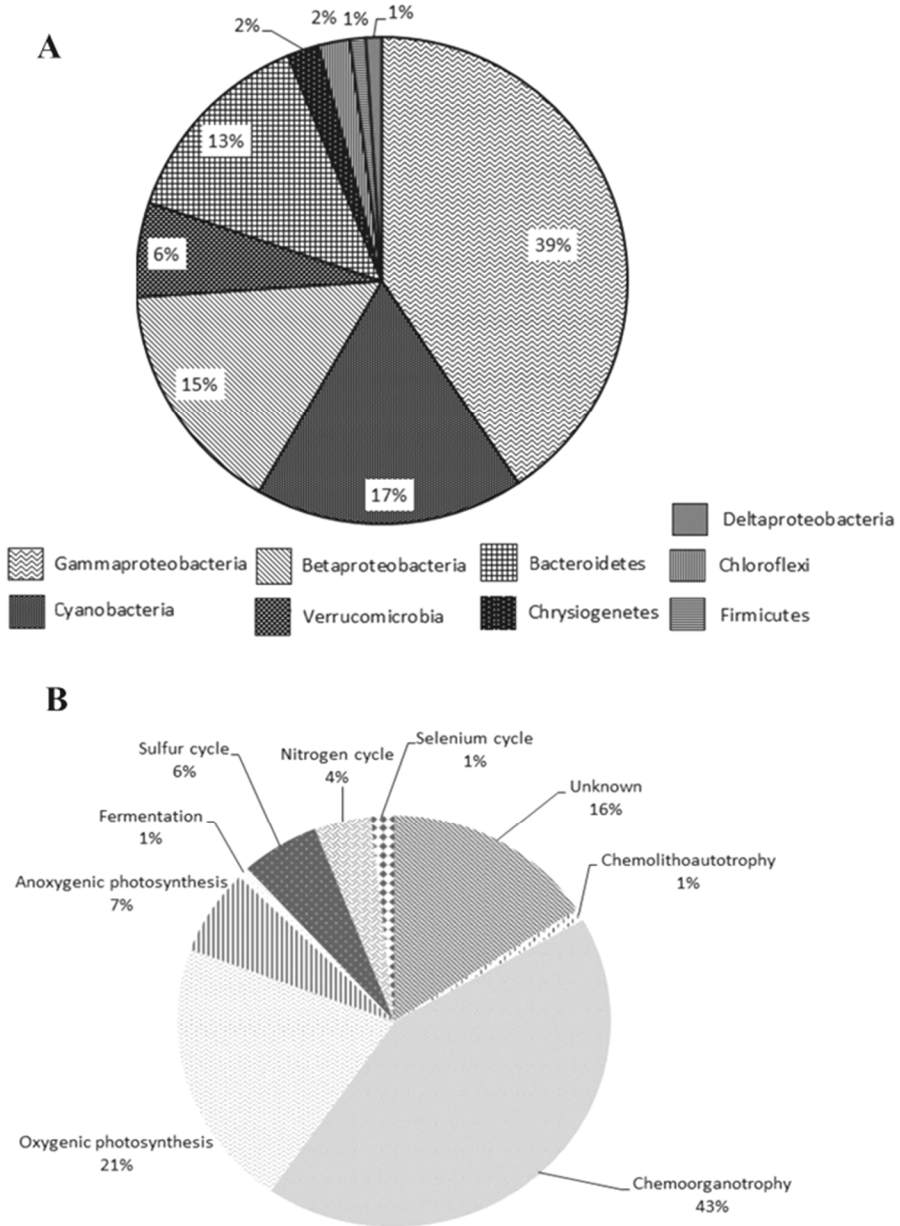 A
2%
2%
1%
1%
13%
39%
6%
15%
17%
Deltaproteobacteria
Gammaproteobacteria
Betaproteobacteria
Bacteroidetes
Chloroflexi
Cyanobacteria
Verrucomicrobia
Chrysiogenetes
Firmicutes
B
Selenium cycle
1%
Sulfur cycle
6%
Nitrogen cycle
4%
Unknown
16%
Fermentation
1%
Chemolithoautotrophy
1%
Anoxygenic photosynthesis
7%
Oxygenic photosynthesis
21%
Chemoorganotrophy
43%